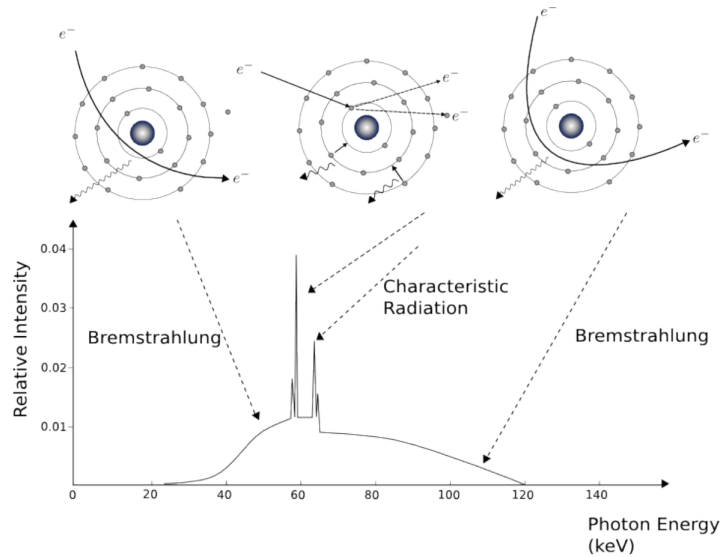 e⁻
e⁻
e⁻
e⁻
e⁻
e⁻
e⁻
Relative Intensity
0.04
0.03
0.02
0.01
Bremstrahlung
Characteristic
Radiation
Bremstrahlung
0 20 40 60 80 100 120 140
Photon Energy
(keV)